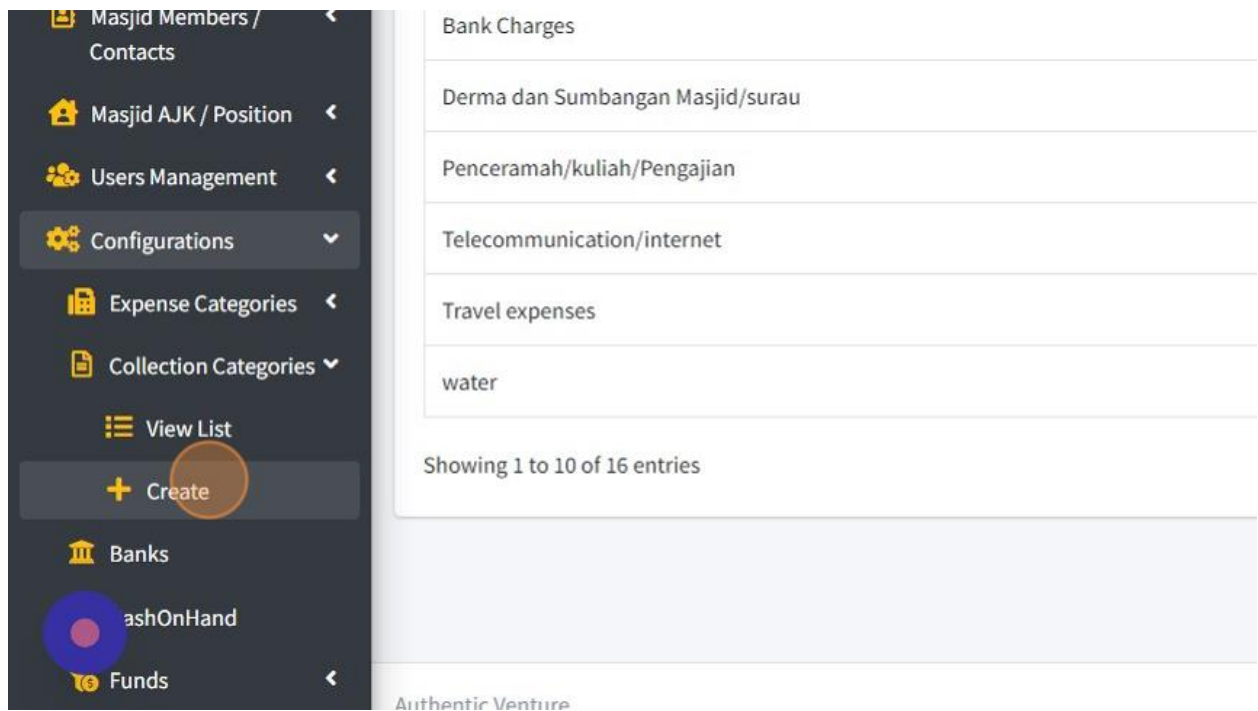 Masjid Members /
Contacts
Masjid AJK / Position
Users Management
Configurations
Expense Categories
Collection Categories
View List
Create
Banks
ashOnHand
Funds
Bank Charges
Derma dan Sumbangan Masjid/surau
Penceramah/kuliah/Pengajian
Telecommunication/internet
Travel expenses
water
Showing 1 to 10 of 16 entries
Authentic Venture